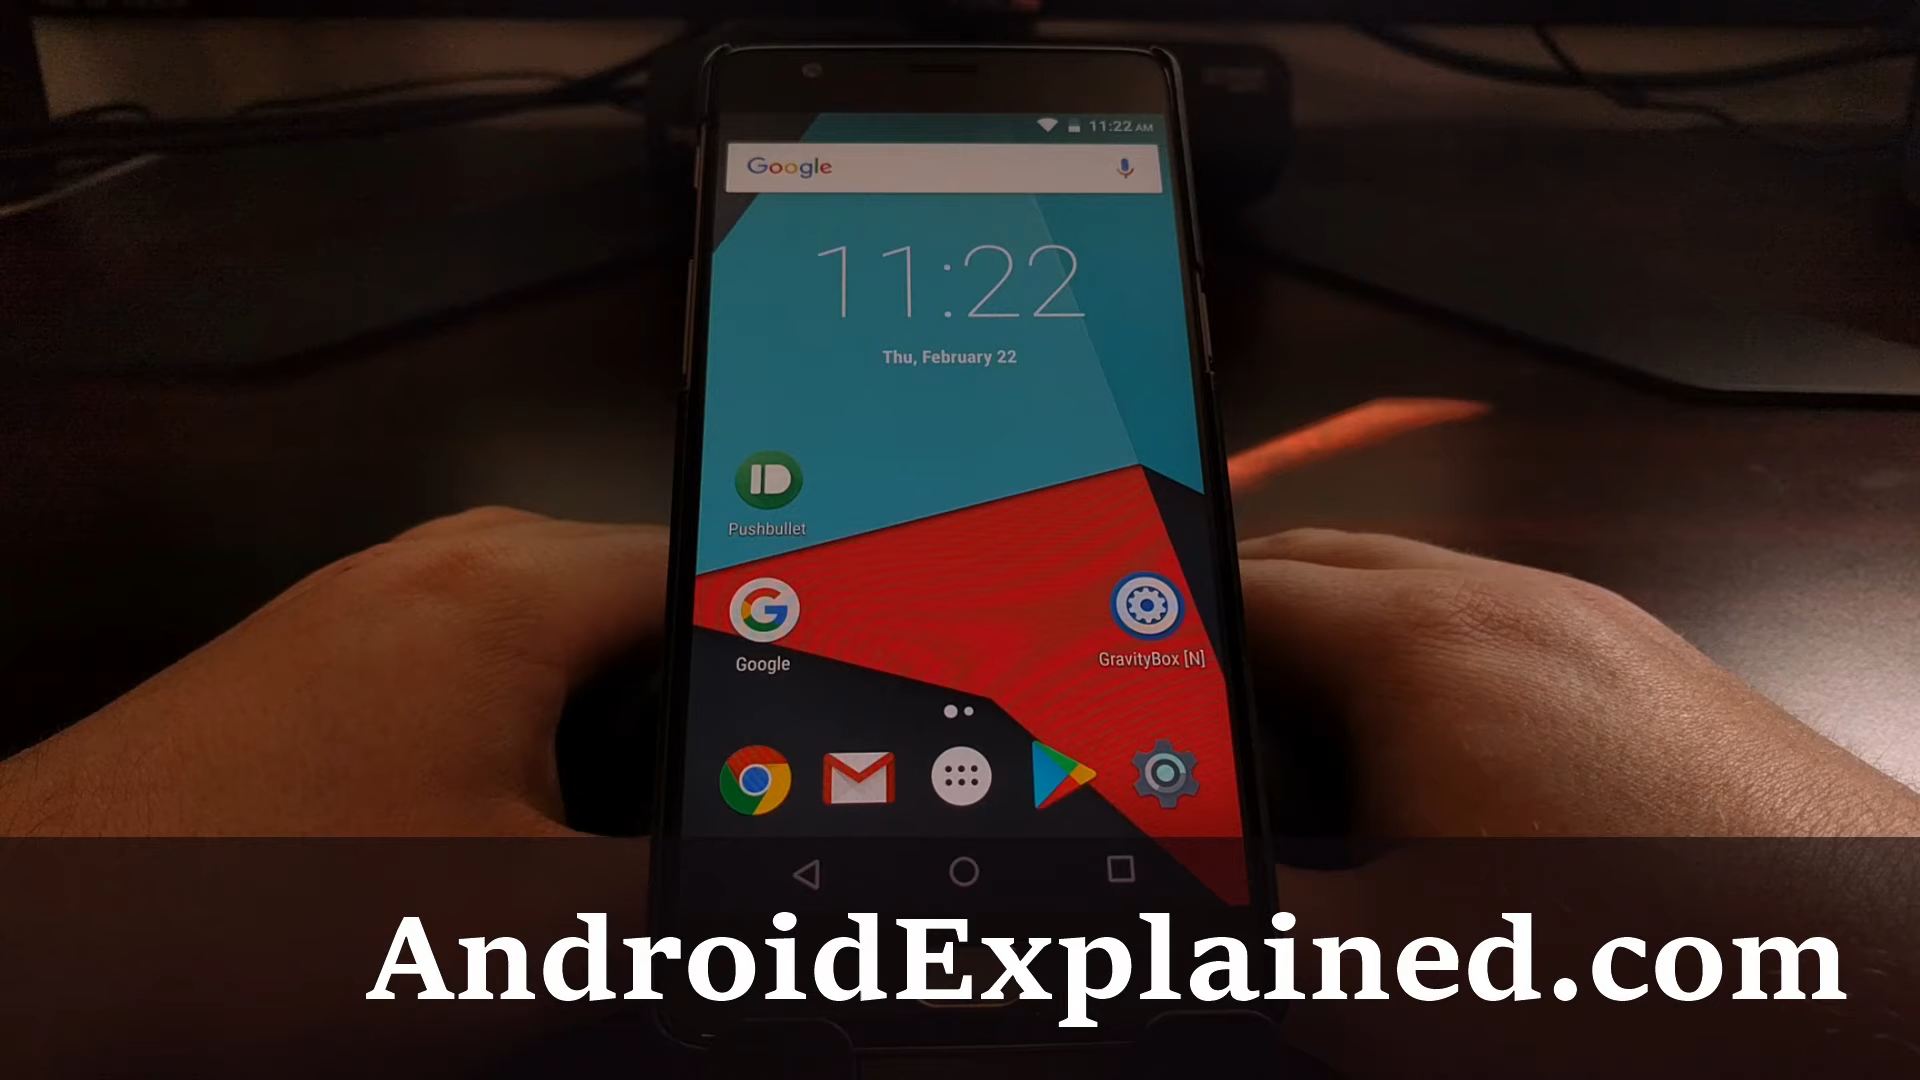 11:22 AM
Google
11:22
Thu, February 22
Pushbullet
Google
GravityBox [N]
AndroidExplained.com